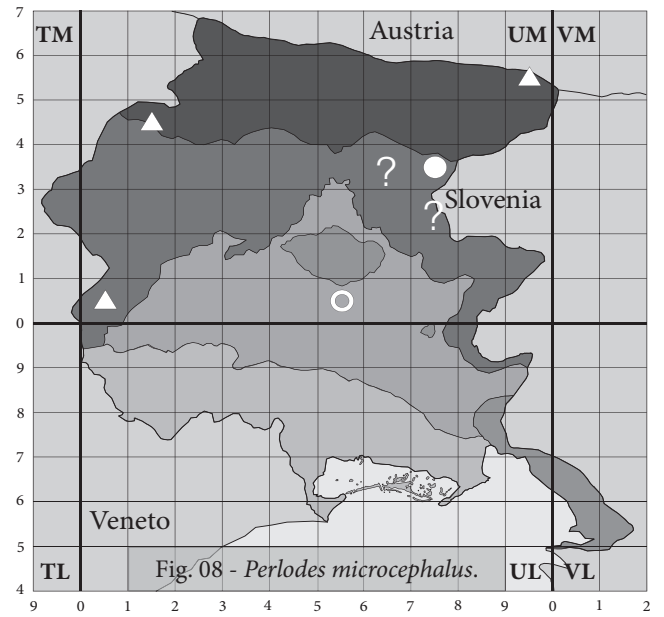 7
TM
Austria
UM
VM
6
5
4
?
3
?
Slovenia
2
1
0
9
8
7
6
Veneto
5
TL
Fig. 08 - Perlodes microcephalus.
UL
VL
4
9 0 1 2 3 4 5 6 7 8 9 0 1 2